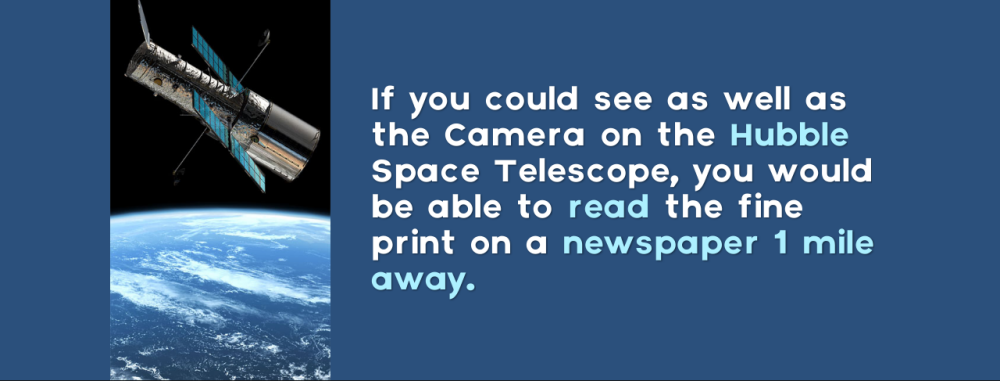 If you could see as well as
the Camera on the Hubble
Space Telescope, you would
be able to read the fine
print on a newspaper 1 mile
away.